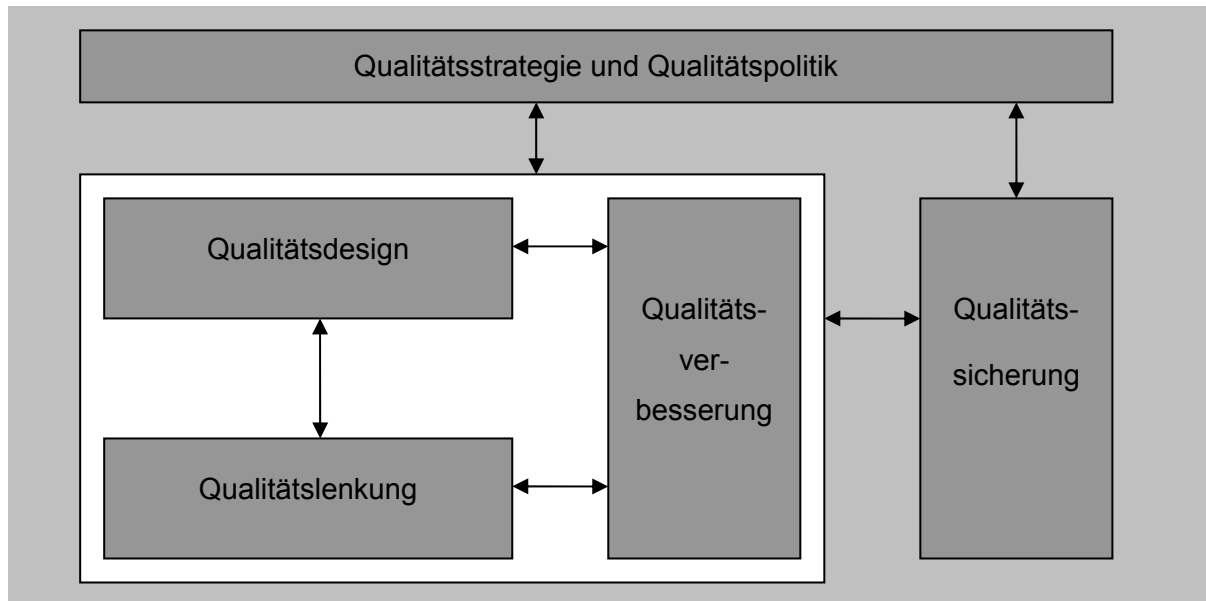 Qualitätsstrategie und Qualitätspolitik
Qualitätsdesign
Qualitätslenkung
Qualitäts-
ver-
besserung
Qualitäts-
sicherung